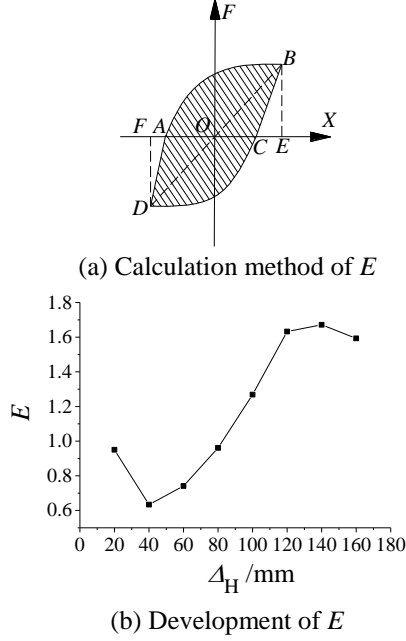 F
B
F A O X
C E
D
(a) Calculation method of E
1.8
1.6
1.4
1.2
E
1.0
0.8
0.6
0 20 40 60 80 100 120 140 160 180
Δ_H /mm
(b) Development of E